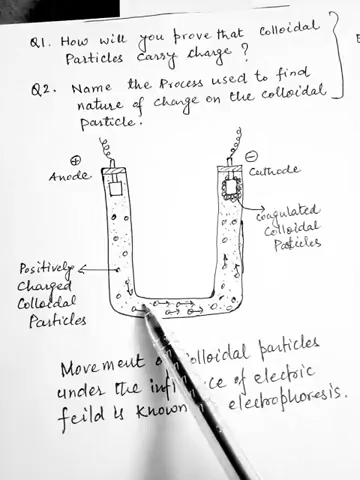 Q1. How will you prove that colloidal
Particles carry charge?
Q2. Name the Process used to find
nature of charge on the colloidal
particle.
+
Anode
−
Cathode
Coagulated
Colloidal
Particles
Positively
Charged
Colloidal
Particles
Movement of colloidal particles
under the of electric
feild is known electrophoresis.